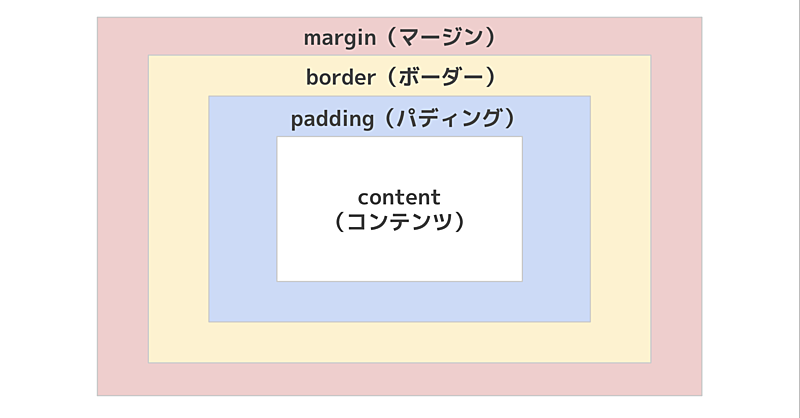 margin（マージン）
border（ボーダー）
padding（パディング）
content
（コンテンツ）